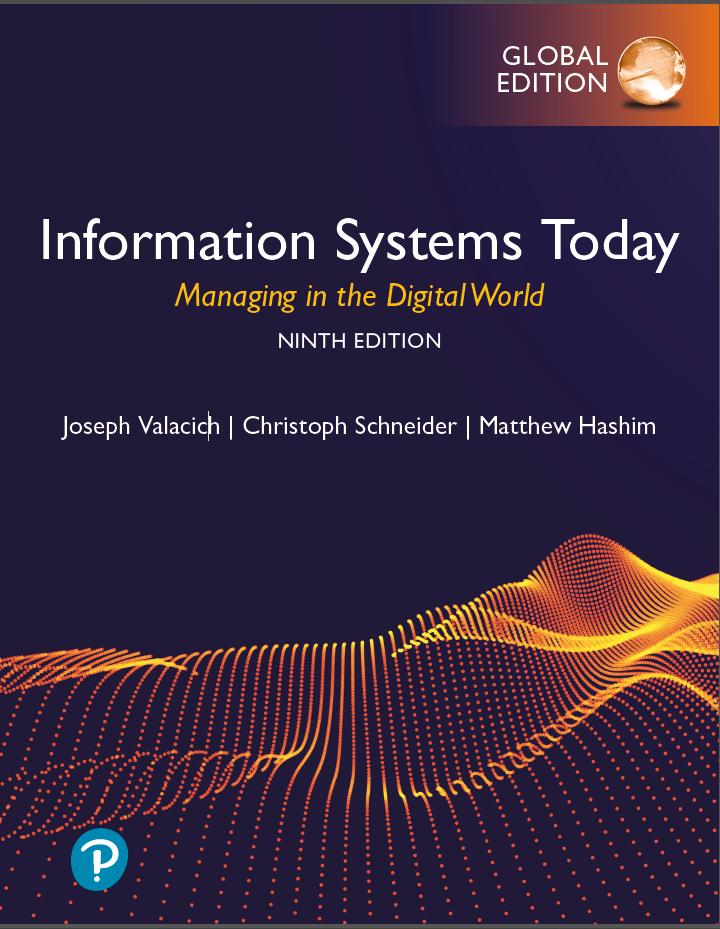 GLOBAL
EDITION
Information Systems Today
Managing in the Digital World
NINTH EDITION
Joseph Valacich | Christoph Schneider | Matthew Hashim
P